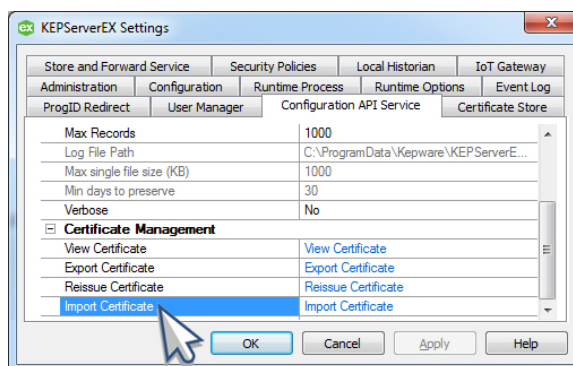 KEPServerEX Settings
Store and Forward Service Security Policies Local Historian IoT Gateway
Administration Configuration Runtime Process Runtime Options Event Log
ProgID Redirect User Manager Configuration API Service Certificate Store
Max Records 1000
Log File Path C:\ProgramData\Kepware\KEPServerE...
Max single file size (KB) 1000
Min days to preserve 30
Verbose No
Certificate Management
View Certificate View Certificate
Export Certificate Export Certificate
Reissue Certificate Reissue Certificate
Import Certificate Import Certificate
OK Cancel Apply Help